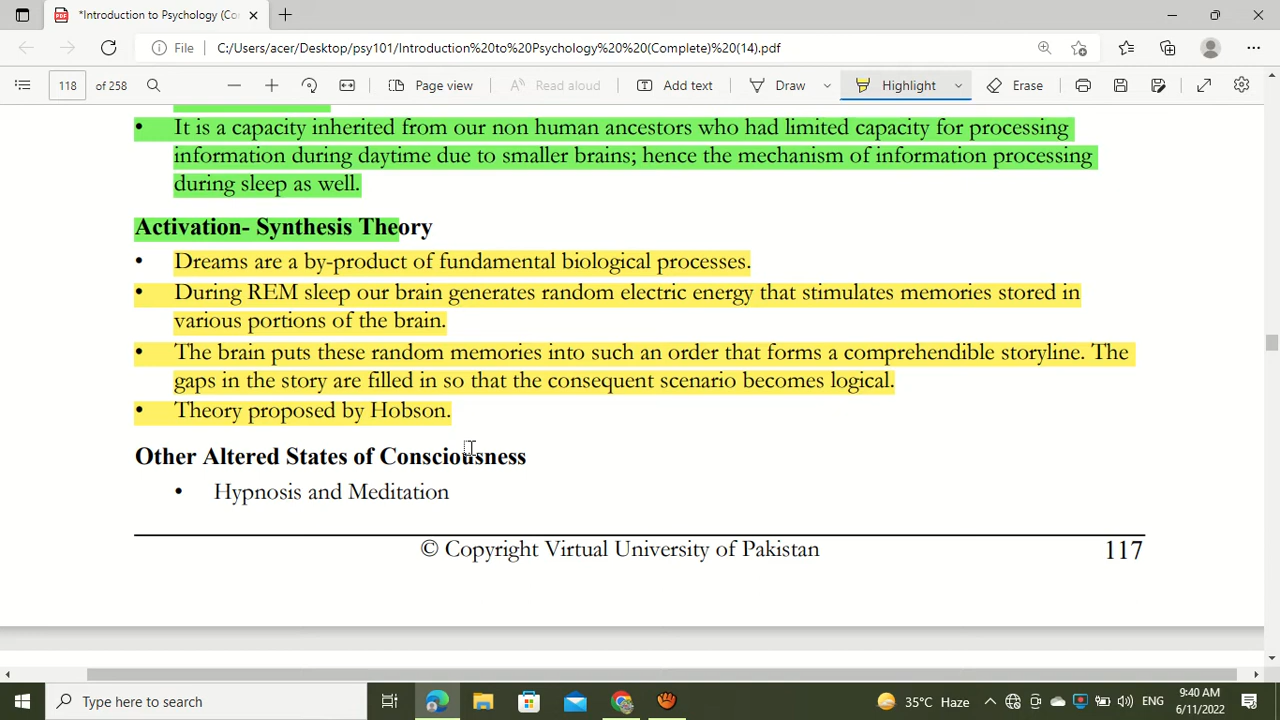 *Introduction to Psychology (Co
File C:/Users/acer/Desktop/psy101/Introduction%20to%20Psychology%20%20(Complete)%20(14).pdf
118 of 258 Page view Read aloud Add text Draw Highlight Erase
• It is a capacity inherited from our non human ancestors who had limited capacity for processing
information during daytime due to smaller brains; hence the mechanism of information processing
during sleep as well.
Activation- Synthesis Theory
• Dreams are a by-product of fundamental biological processes.
• During REM sleep our brain generates random electric energy that stimulates memories stored in
various portions of the brain.
• The brain puts these random memories into such an order that forms a comprehendible storyline. The
gaps in the story are filled in so that the consequent scenario becomes logical.
• Theory proposed by Hobson.
Other Altered States of Consciousness
• Hypnosis and Meditation
© Copyright Virtual University of Pakistan 117
Type here to search 35°C Haze ENG 9:40 AM
6/11/2022